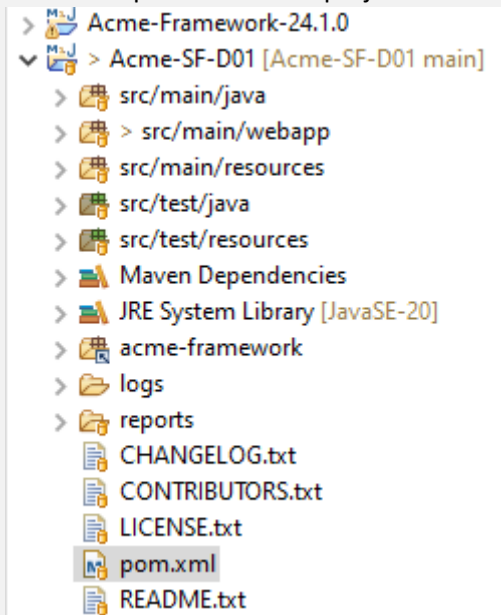 Acme-Framework-24.1.0
> Acme-SF-D01 [Acme-SF-D01 main]
src/main/java
> src/main/webapp
src/main/resources
src/test/java
src/test/resources
Maven Dependencies
JRE System Library [JavaSE-20]
acme-framework
logs
reports
CHANGELOG.txt
CONTRIBUTORS.txt
LICENSE.txt
pom.xml
README.txt